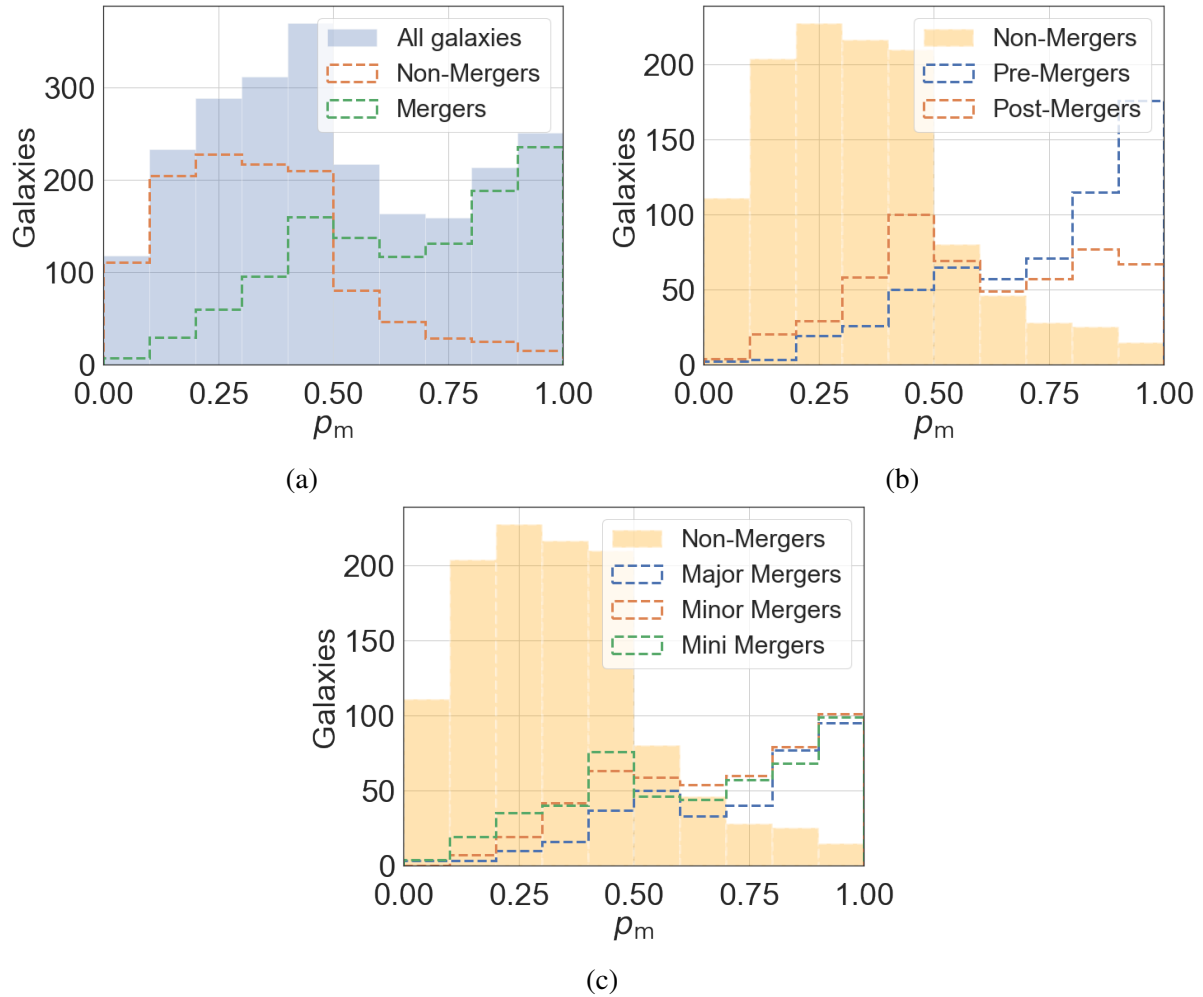 All galaxies
Non-Mergers
Mergers
300
200
100
0
Galaxies
0.00 0.25 0.50 0.75 1.00
pm
(a)
Non-Mergers
Pre-Mergers
Post-Mergers
200
150
100
50
0
Galaxies
0.00 0.25 0.50 0.75 1.00
pm
(b)
Non-Mergers
Major Mergers
Minor Mergers
Mini Mergers
200
150
100
50
0
Galaxies
0.00 0.25 0.50 0.75 1.00
pm
(c)